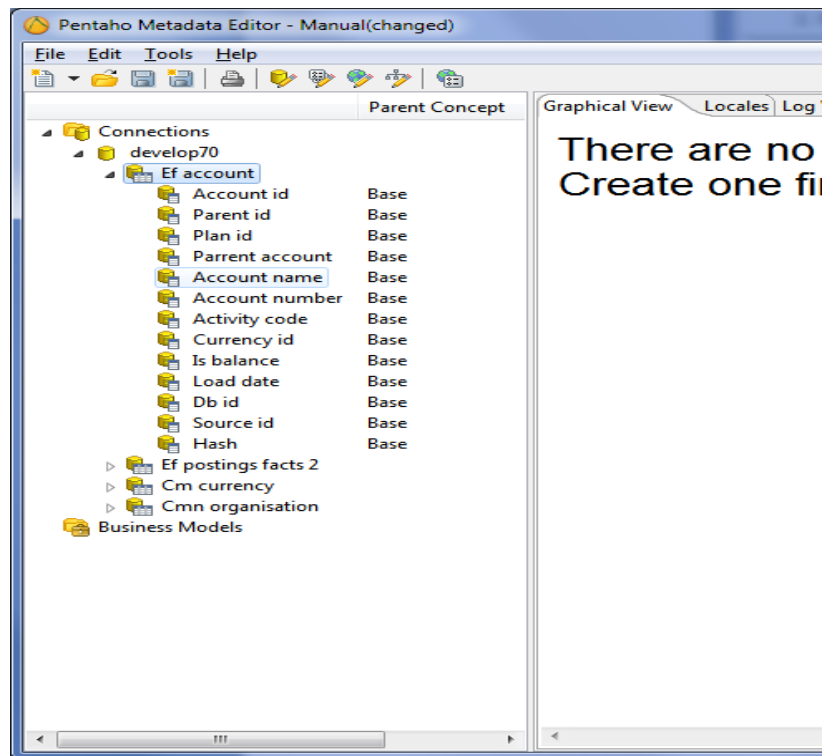 Pentaho Metadata Editor - Manual(changed)
File Edit Tools Help
Parent Concept
Graphical View Locales Log
Connections
develop70
Ef account
Account id Base
Parent id Base
Plan id Base
Parrent account Base
Account name Base
Account number Base
Activity code Base
Currency id Base
Is balance Base
Load date Base
Db id Base
Source id Base
Hash Base
Ef postings facts 2
Cm currency
Cmn organisation
Business Models
There are no
Create one